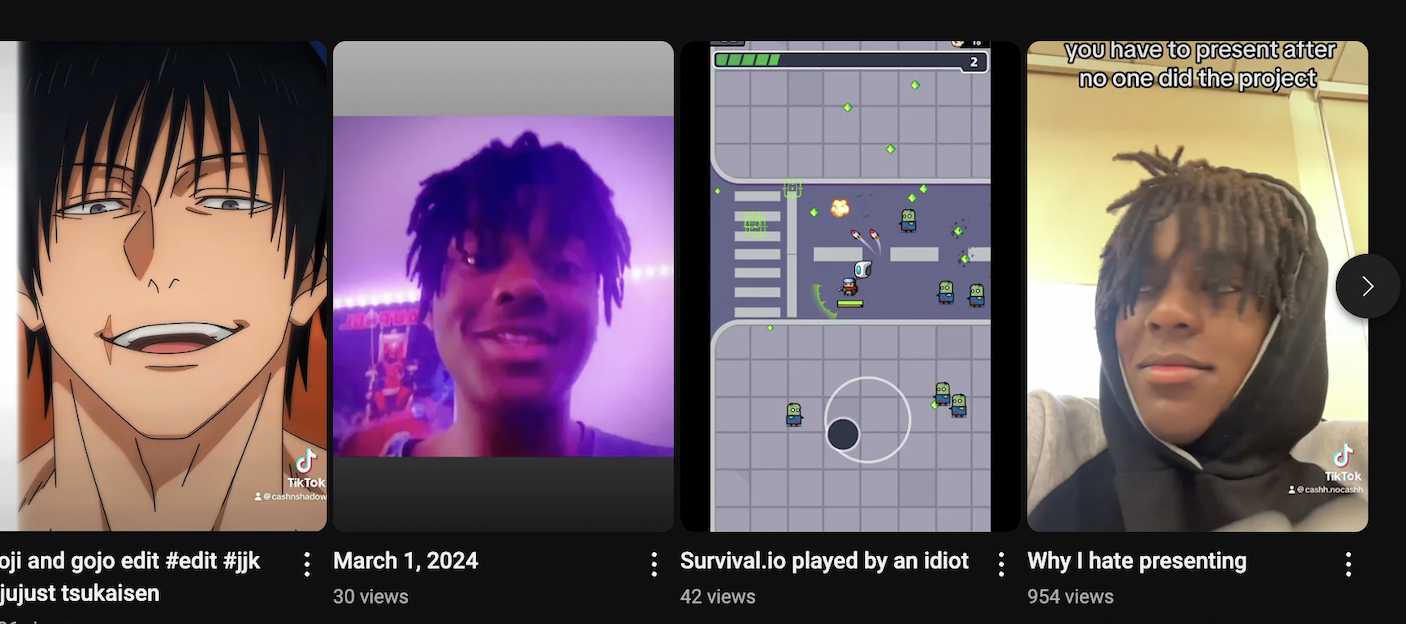 you have to present after
no one did the project
2
TikTok
@cashnshadow
TikTok
@cashh.nocashh
oji and gojo edit #edit #jjk
jujust tsukaisen
March 1, 2024
30 views
Survival.io played by an idiot
42 views
Why I hate presenting
954 views